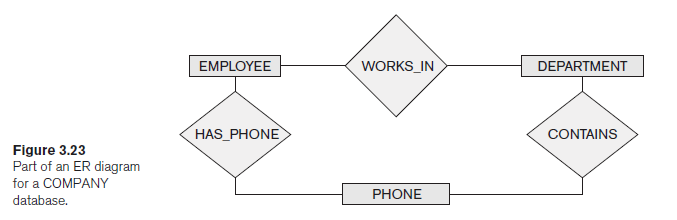 EMPLOYEE
WORKS_IN
DEPARTMENT
HAS_PHONE
CONTAINS
PHONE
Figure 3.23
Part of an ER diagram
for a COMPANY
database.